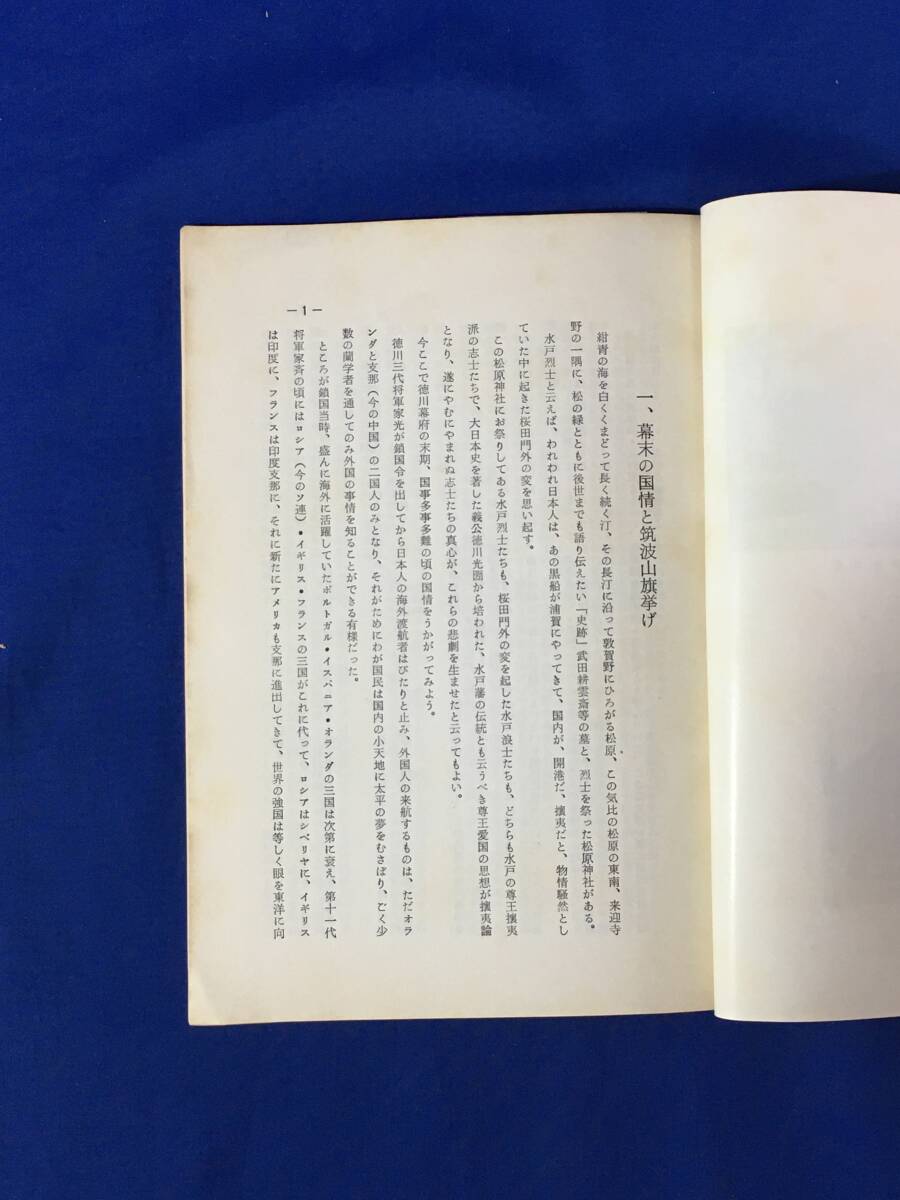 一、幕末の国情と筑波山旗挙げ
紺青の海を白くくまどって長く続く汀、その長汀に沿って敦賀野にひろがる松原、この気比の松原の東南、来迎寺
野の一隅に、松の緑とともに後世までも語り伝えたい「史跡」武田耕雲斎等の墓と、烈士を祭った松原神社がある。
水戸烈士と云えば、われわれ日本人は、あの黒船が浦賀にやってきて、国内が、開港だ、攘夷だと、物情騒然とし
ていた中に起きた桜田門外の変を思い起す。
この松原神社にお祭りしてある水戸烈士たちも、桜田門外の変を起した水戸浪士たちも、どちらも水戸の尊王攘夷
派の志士たちで、大日本史を著した義公徳川光圀から培われた、水戸藩の伝統とも云うべき尊王愛国の思想が攘夷論
となり、遂にやむにやまれぬ志士たちの真心が、これらの悲劇を生ませたと云ってもよい。
今ここで徳川幕府の末期、国事多事多難の頃の国情をうかがってみよう。
徳川三代将軍家光が鎖国令を出してから日本人の海外渡航者はぴたりと止み、外国人の来航するものは、ただオラ
ンダと支那（今の中国）の二国人のみとなり、それがためにわが国民は国内の小天地に太平の夢をむさぼり、ごく少
数の蘭学者を通してのみ外国の事情を知ることができる有様だった。
ところが鎖国当時、盛んに海外に活躍していたポルトガル・イスパニア・オランダの三国は次第に衰え、第十一代
将軍家斉の頃にはロシア（今のソ連）・イギリス・フランスの三国がこれに代って、ロシアはシベリヤに、イギリス
は印度に、フランスは印度支那に、それに新たにアメリカも支那に進出してきて、世界の強国は等しく眼を東洋に向
—1—